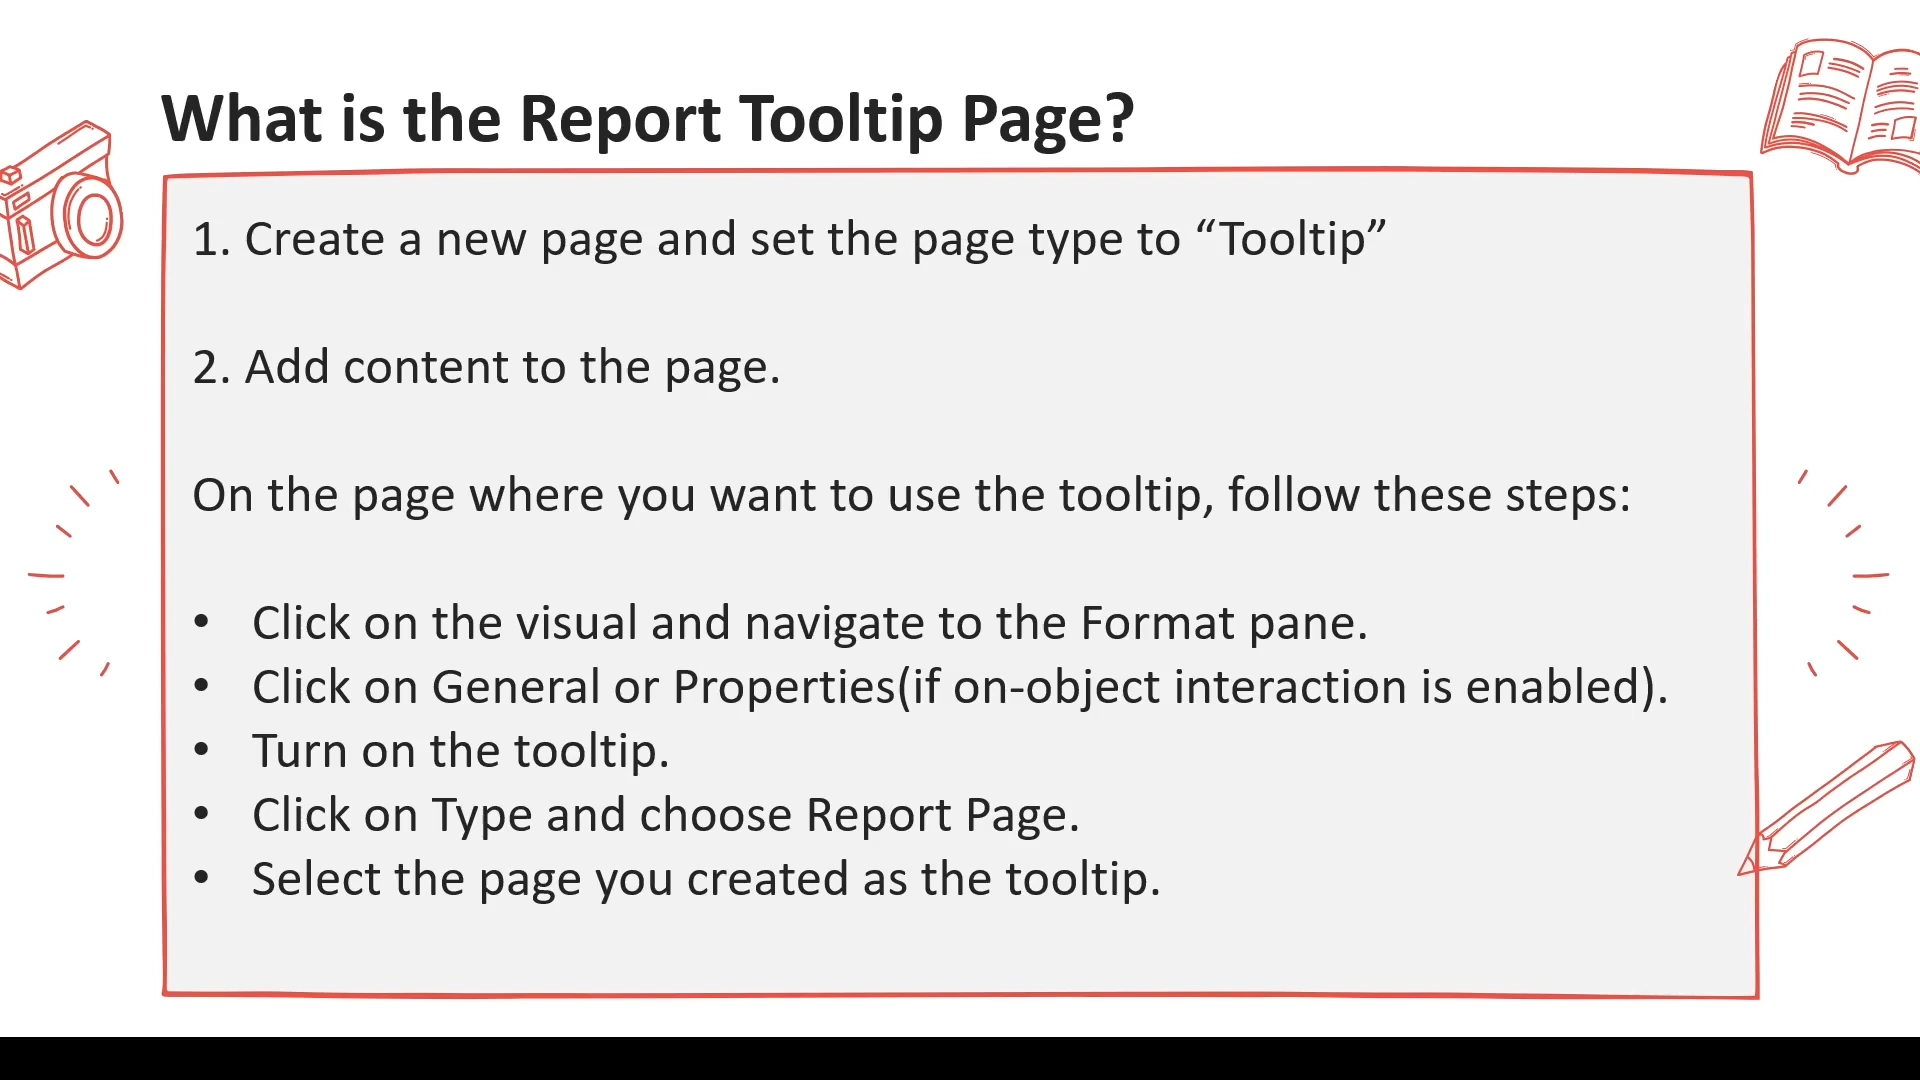 What is the Report Tooltip Page?
1. Create a new page and set the page type to “Tooltip”
2. Add content to the page.
On the page where you want to use the tooltip, follow these steps:
• Click on the visual and navigate to the Format pane.
• Click on General or Properties(if on-object interaction is enabled).
• Turn on the tooltip.
• Click on Type and choose Report Page.
• Select the page you created as the tooltip.